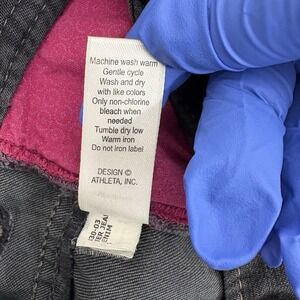 Machine wash warm
Gentle cycle
Wash and dry
with like colors
Only non-chlorine
bleach when
needed
Tumble dry low
Warm iron
Do not iron label
DESIGN ©
ATHLETA, INC.